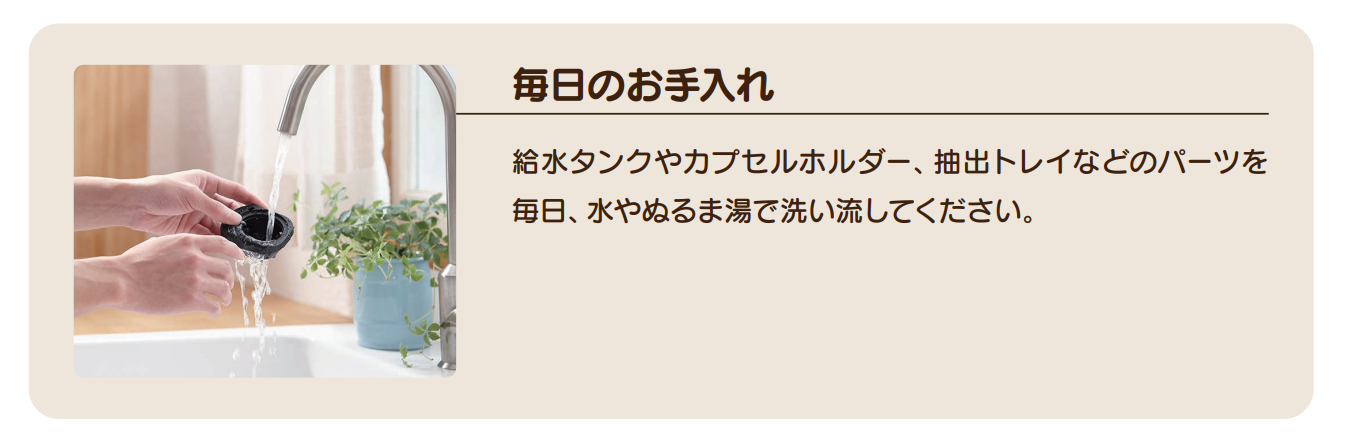 毎日のお手入れ
給水タンクやカプセルホルダー、抽出トレイなどのパーツを
毎日、水やぬるま湯で洗い流してください。